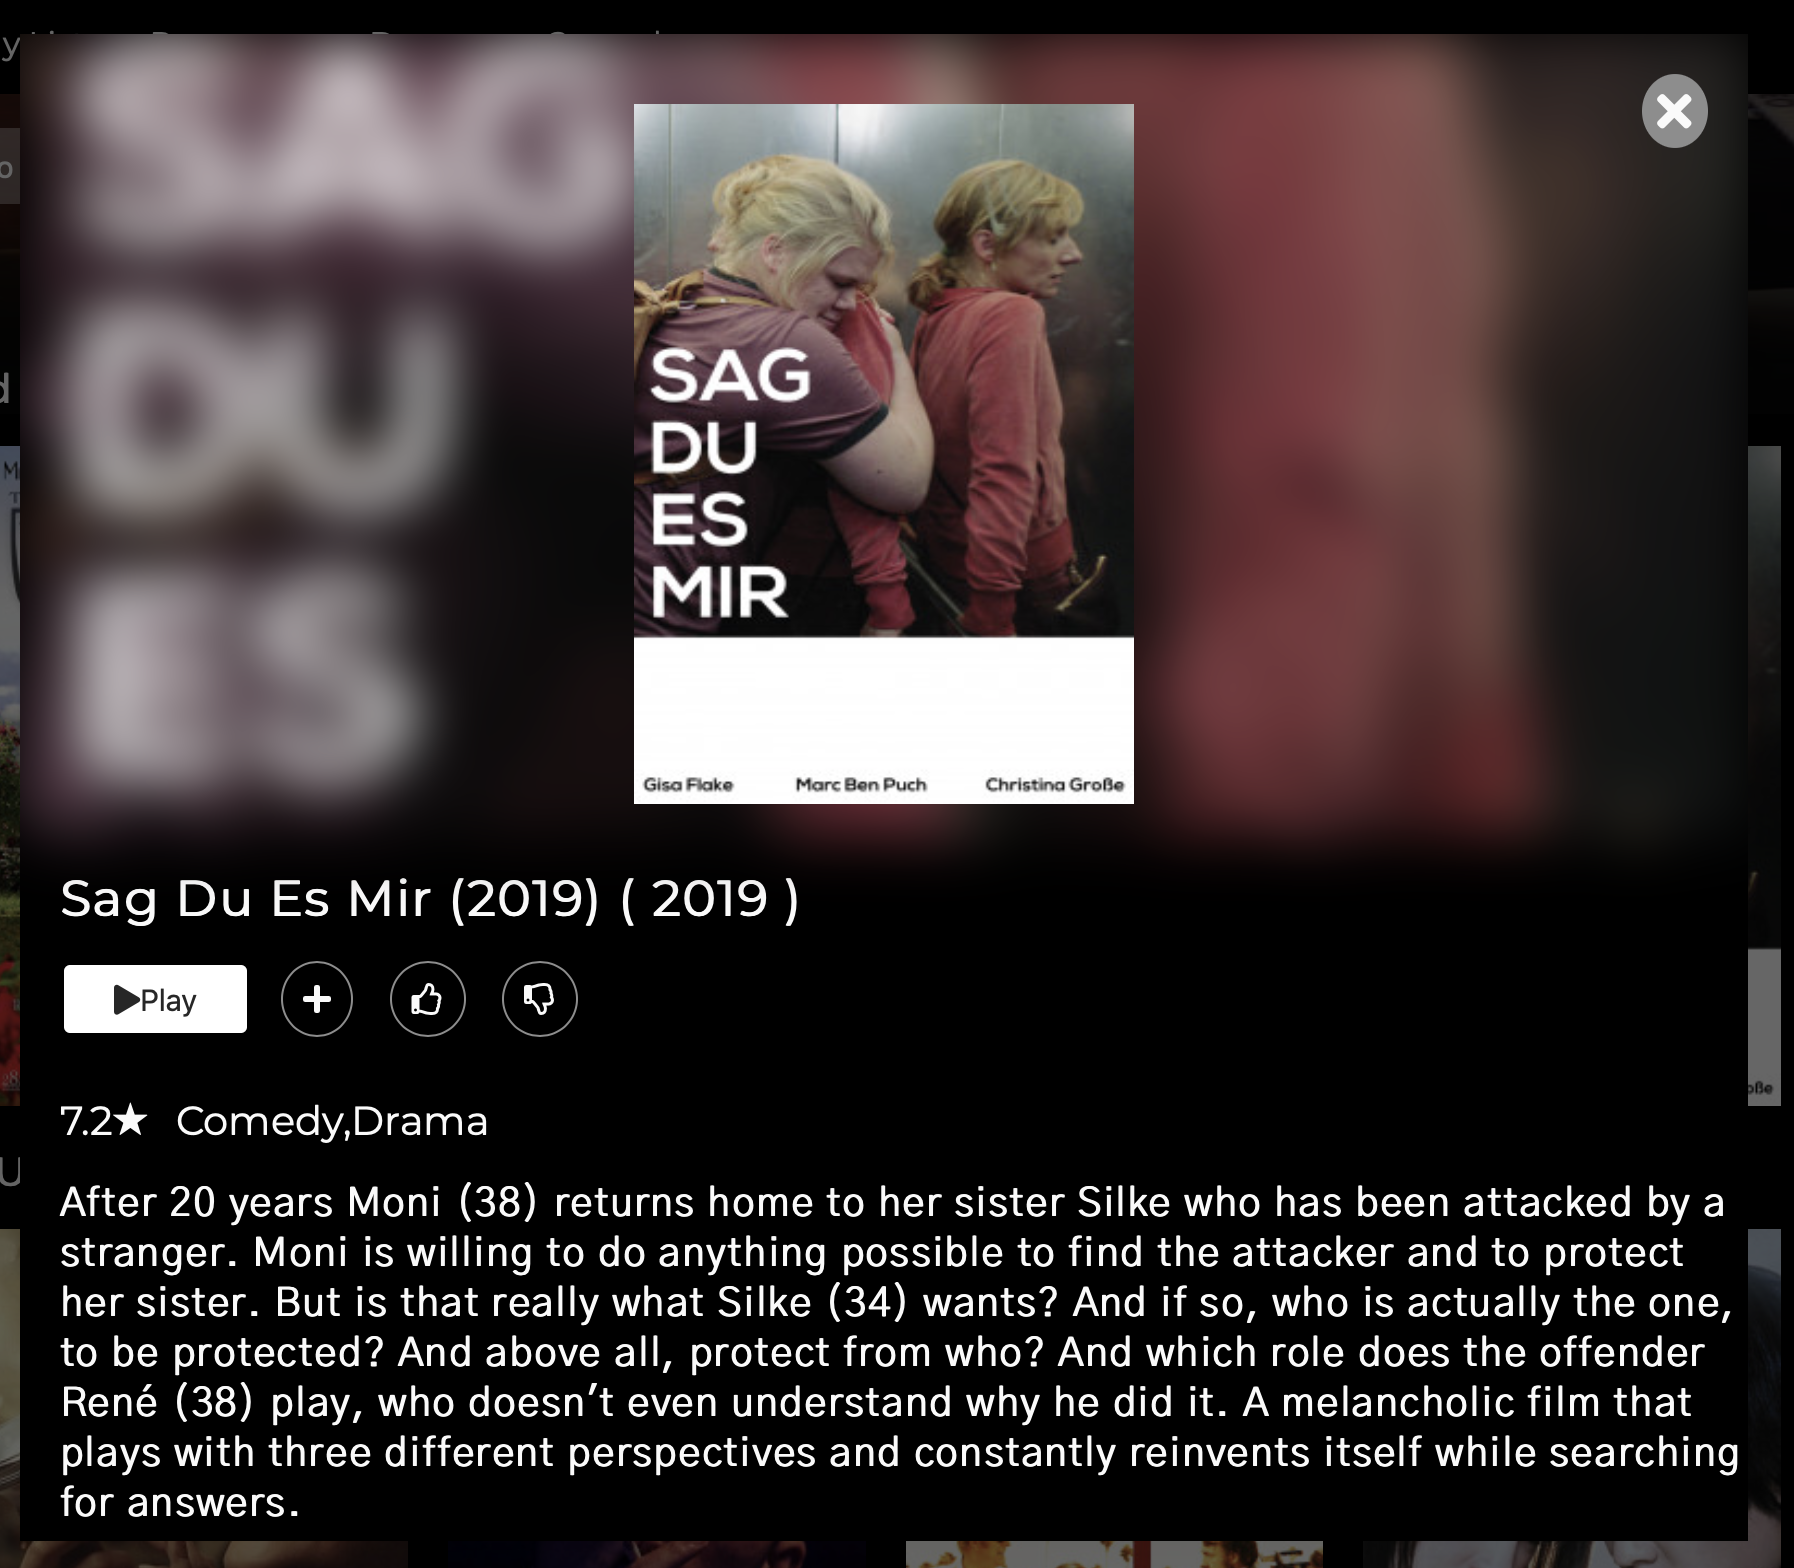 SAG
DU
ES
SAG
DU
ES
MIR
Gisa Flake Marc Ben Puch Christina Große
Sag Du Es Mir (2019) ( 2019 )
Play
7.2★ Comedy,Drama
After 20 years Moni (38) returns home to her sister Silke who has been attacked by a
stranger. Moni is willing to do anything possible to find the attacker and to protect
her sister. But is that really what Silke (34) wants? And if so, who is actually the one,
to be protected? And above all, protect from who? And which role does the offender
René (38) play, who doesn’t even understand why he did it. A melancholic film that
plays with three different perspectives and constantly reinvents itself while searching
for answers.